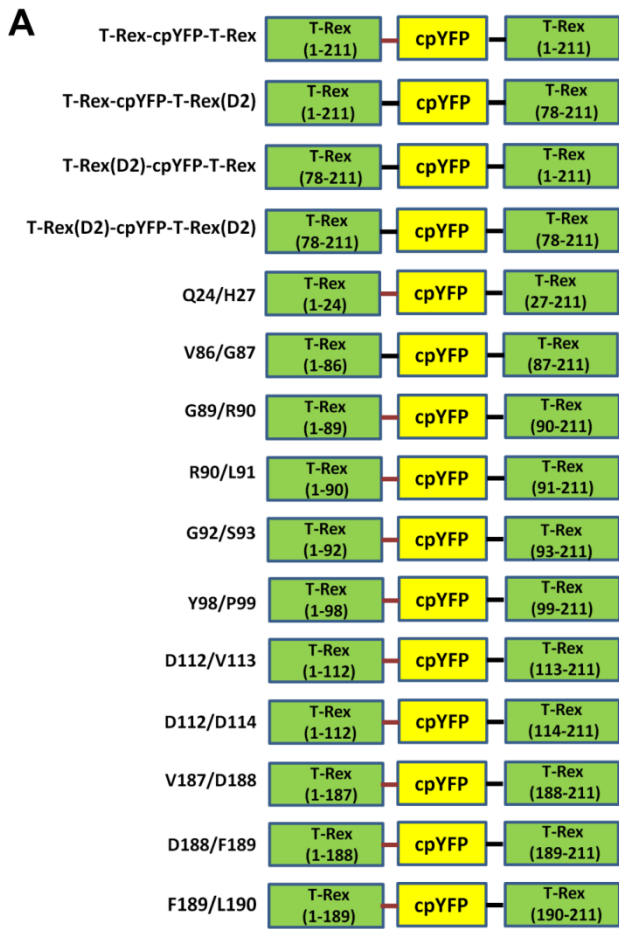 A
T-Rex-cpYFP-T-Rex
T-Rex
(1-211)
cpYFP
T-Rex
(1-211)
T-Rex-cpYFP-T-Rex(D2)
T-Rex
(1-211)
cpYFP
T-Rex
(78-211)
T-Rex(D2)-cpYFP-T-Rex
T-Rex
(78-211)
cpYFP
T-Rex
(1-211)
T-Rex(D2)-cpYFP-T-Rex(D2)
T-Rex
(78-211)
cpYFP
T-Rex
(78-211)
Q24/H27
T-Rex
(1-24)
cpYFP
T-Rex
(27-211)
V86/G87
T-Rex
(1-86)
cpYFP
T-Rex
(87-211)
G89/R90
T-Rex
(1-89)
cpYFP
T-Rex
(90-211)
R90/L91
T-Rex
(1-90)
cpYFP
T-Rex
(91-211)
G92/S93
T-Rex
(1-92)
cpYFP
T-Rex
(93-211)
Y98/P99
T-Rex
(1-98)
cpYFP
T-Rex
(99-211)
D112/V113
T-Rex
(1-112)
cpYFP
T-Rex
(113-211)
D112/D114
T-Rex
(1-112)
cpYFP
T-Rex
(114-211)
V187/D188
T-Rex
(1-187)
cpYFP
T-Rex
(188-211)
D188/F189
T-Rex
(1-188)
cpYFP
T-Rex
(189-211)
F189/L190
T-Rex
(1-189)
cpYFP
T-Rex
(190-211)